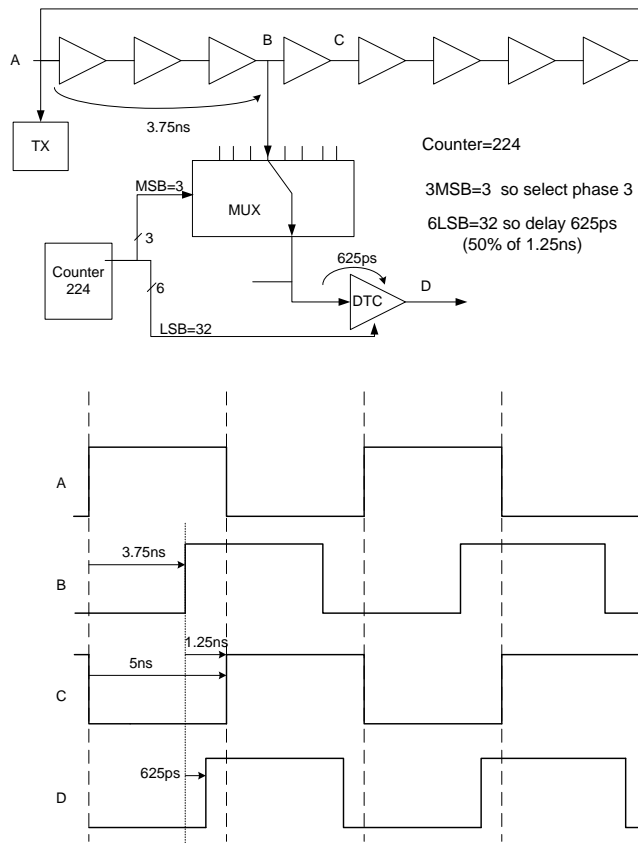 A
B
C
3.75ns
TX
Counter=224
MSB=3
MUX
3MSB=3 so select phase 3
6LSB=32 so delay 625ps
(50% of 1.25ns)
3
Counter
224
6
625ps
DTC
D
LSB=32
A
3.75ns
B
1.25ns
5ns
C
625ps
D